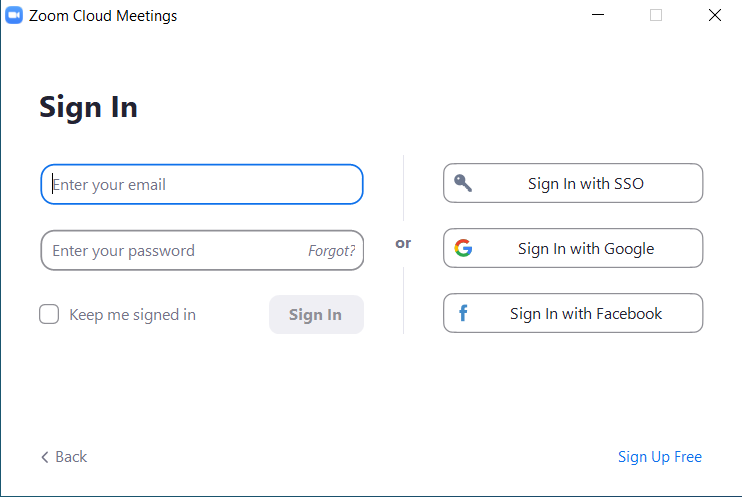 Zoom Cloud Meetings
Sign In
Enter your email
Enter your password Forgot?
Keep me signed in Sign In
or
Sign In with SSO
Sign In with Google
Sign In with Facebook
Back
Sign Up Free